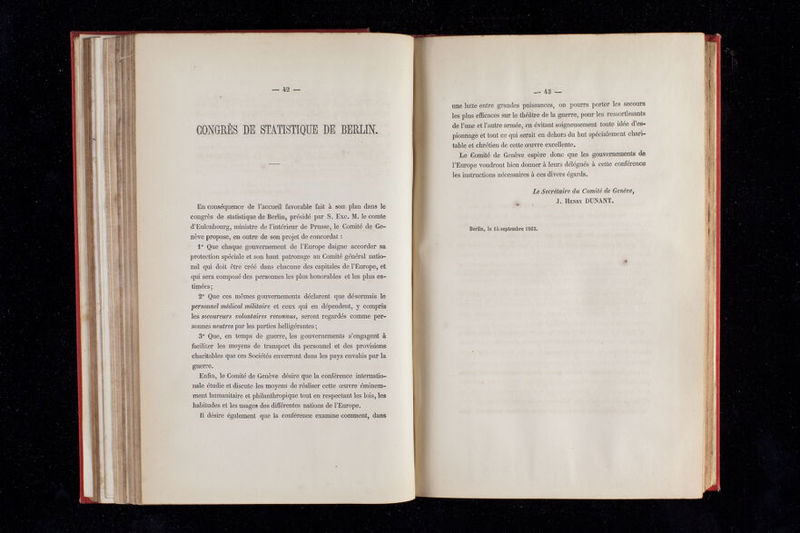 — 42 —
CONGRÈS DE STATISTIQUE DE BERLIN.
En conséquence de l'accueil favorable fait à son plan dans le
congrès de statistique de Berlin, présidé par S. Exc. M. le comte
d'Eulenbourg, ministre de l'intérieur de Prusse, le Comité de Ge-
nève propose, en outre de son projet de concordat :
1° Que chaque gouvernement de l'Europe daigne accorder sa
protection spéciale et son haut patronage au Comité général natio-
nal qui doit être créé dans chacune des capitales de l'Europe, et
qui sera composé des personnes les plus honorables et les plus es-
timées;
2° Que ces mêmes gouvernements déclarent que désormais le
personnel médical militaire et ceux qui en dépendent, y compris
les secoureurs volontaires reconnus, seront regardés comme per-
sonnes neutres par les parties belligérantes;
3° Que, en temps de guerre, les gouvernements s'engagent à
faciliter les moyens de transport du personnel et des provisions
charitables que ces Sociétés enverront dans les pays envahis par la
guerre.
Enfin, le Comité de Genève désire que la conférence internatio-
nale étudie et discute les moyens de réaliser cette œuvre éminem-
ment humanitaire et philanthropique tout en respectant les lois, les
habitudes et les usages des différentes nations de l'Europe.
Il désire également que la conférence examine comment, dans
— 43 —
une lutte entre grandes puissances, on pourra porter les secours
les plus efficaces sur le théâtre de la guerre, pour les ressortissants
de l'une et l'autre armée, en évitant soigneusement toute idée d'es-
pionnage et tout ce qui serait en dehors du but spécialement chari-
table et chrétien de cette œuvre excellente.
Le Comité de Genève espère donc que les gouvernements de
l'Europe voudront bien donner à leurs délégués à cette conférence
les instructions nécessaires à ces divers égards.
Le Secrétaire du Comité de Genève,
J. Henry DUNANT.
Berlin, le 15 septembre 1863.